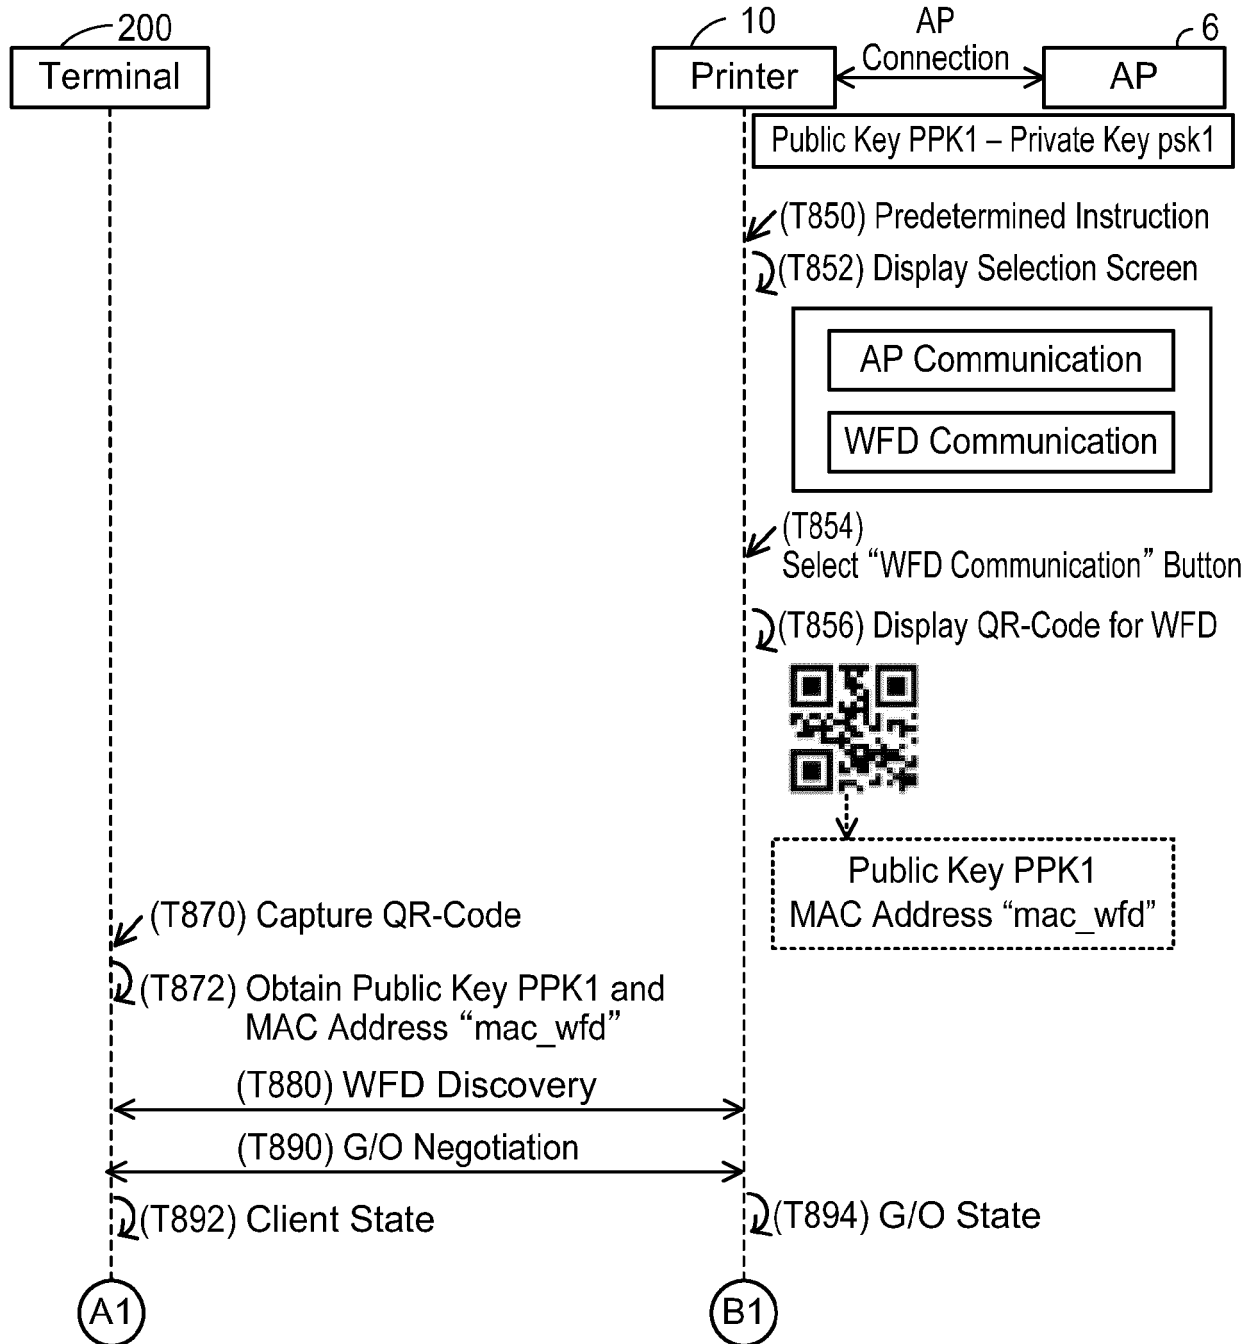 200
10
AP
Connection
6
Terminal
Printer
AP
Public Key PPK1 – Private Key psk1
(T850) Predetermined Instruction
(T852) Display Selection Screen
AP Communication
WFD Communication
(T854)
Select “WFD Communication” Button
(T856) Display QR-Code for WFD
Public Key PPK1
MAC Address “mac_wfd”
(T870) Capture QR-Code
(T872) Obtain Public Key PPK1 and
MAC Address “mac_wfd”
(T880) WFD Discovery
(T890) G/O Negotiation
(T892) Client State
(T894) G/O State
A1
B1